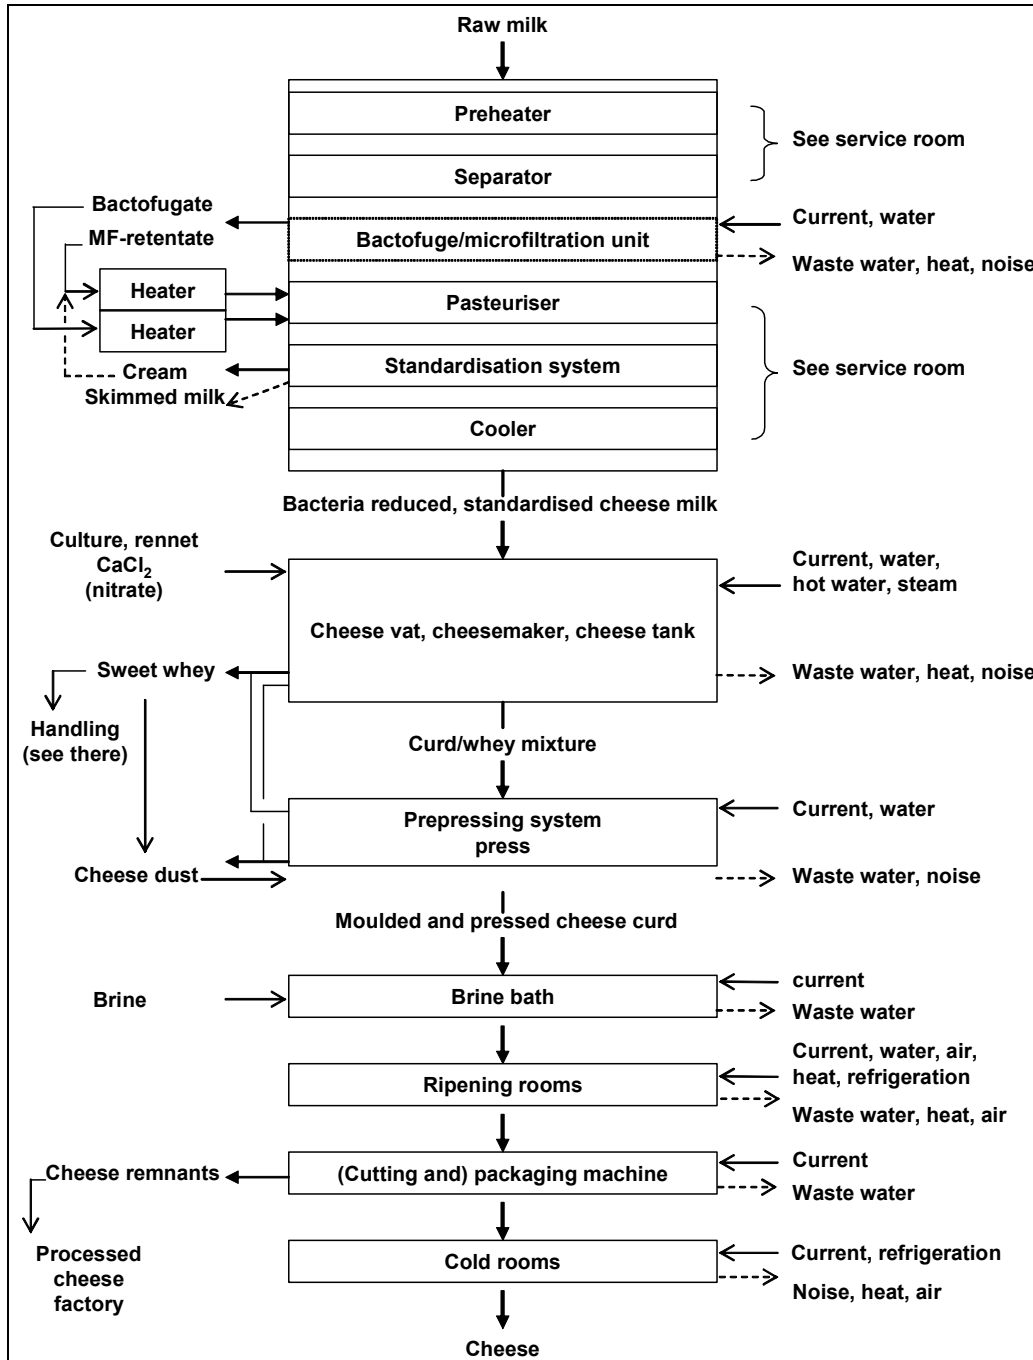 Raw milk
Preheater
See service room
Separator
Bactofugate
Current, water
MF-retentate
Bactofuge/microfiltration unit
Waste water, heat, noise
Heater
Pasteuriser
Heater
Standardisation system
See service room
Cream
Skimmed milk
Cooler
Bacteria reduced, standardised cheese milk
Culture, rennet
CaCl₂
(nitrate)
Current, water,
hot water, steam
Cheese vat, cheesemaker, cheese tank
Sweet whey
Waste water, heat, noise
Handling
(see there)
Curd/whey mixture
Current, water
Prepressing system
press
Cheese dust
Waste water, noise
Moulded and pressed cheese curd
Brine
Brine bath
current
Waste water
Current, water, air,
heat, refrigeration
Ripening rooms
Waste water, heat, air
Cheese remnants
(Cutting and) packaging machine
Current
Waste water
Processed
cheese
factory
Cold rooms
Current, refrigeration
Noise, heat, air
Cheese